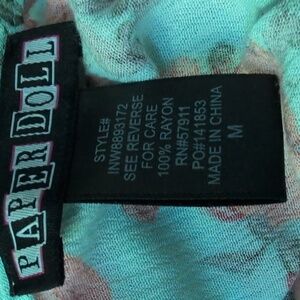 PAPER DOLL
STYLE#
INW8893172
SEE REVERSE
FOR CARE
100% RAYON
RN#57911
PO#141853
MADE IN CHINA
M